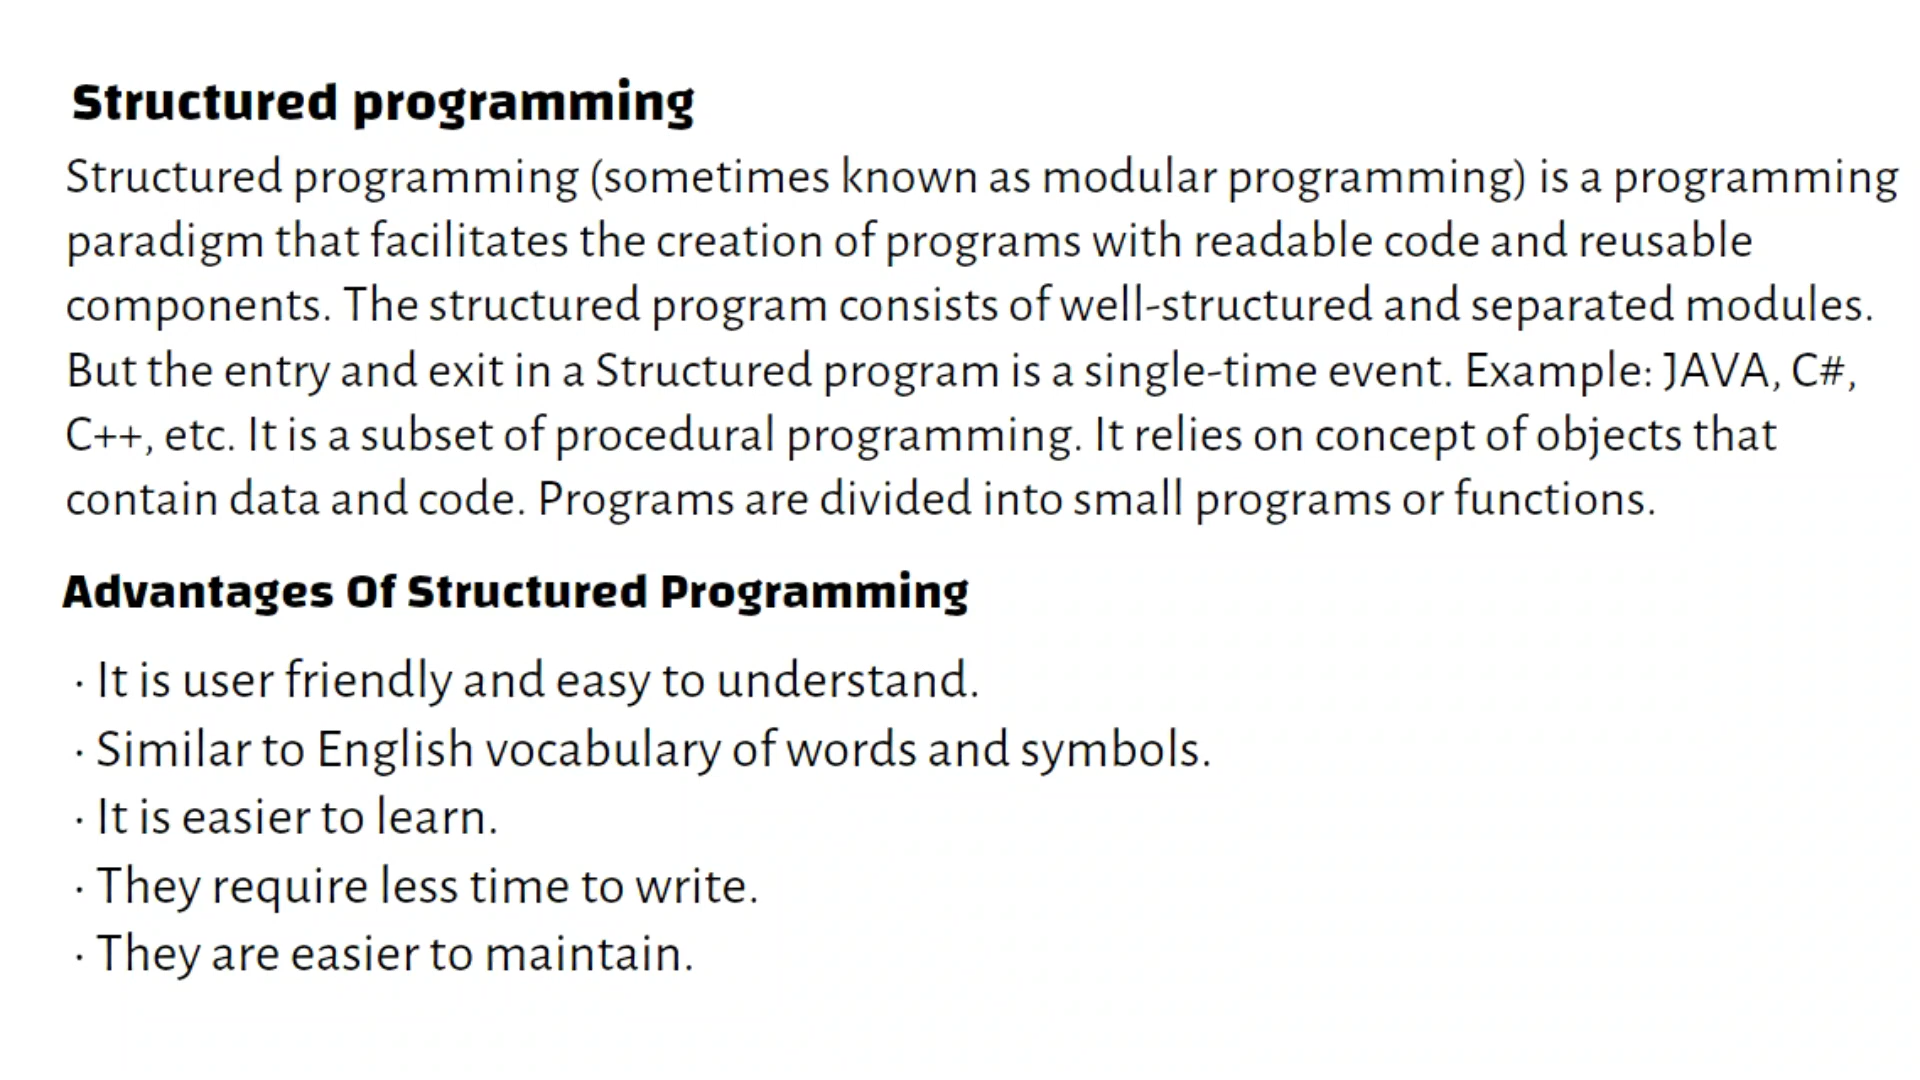 Structured programming
Structured programming (sometimes known as modular programming) is a programming
paradigm that facilitates the creation of programs with readable code and reusable
components. The structured program consists of well-structured and separated modules.
But the entry and exit in a Structured program is a single-time event. Example: JAVA, C#,
C++, etc. It is a subset of procedural programming. It relies on concept of objects that
contain data and code. Programs are divided into small programs or functions.
Advantages Of Structured Programming
· It is user friendly and easy to understand.
· Similar to English vocabulary of words and symbols.
· It is easier to learn.
· They require less time to write.
· They are easier to maintain.